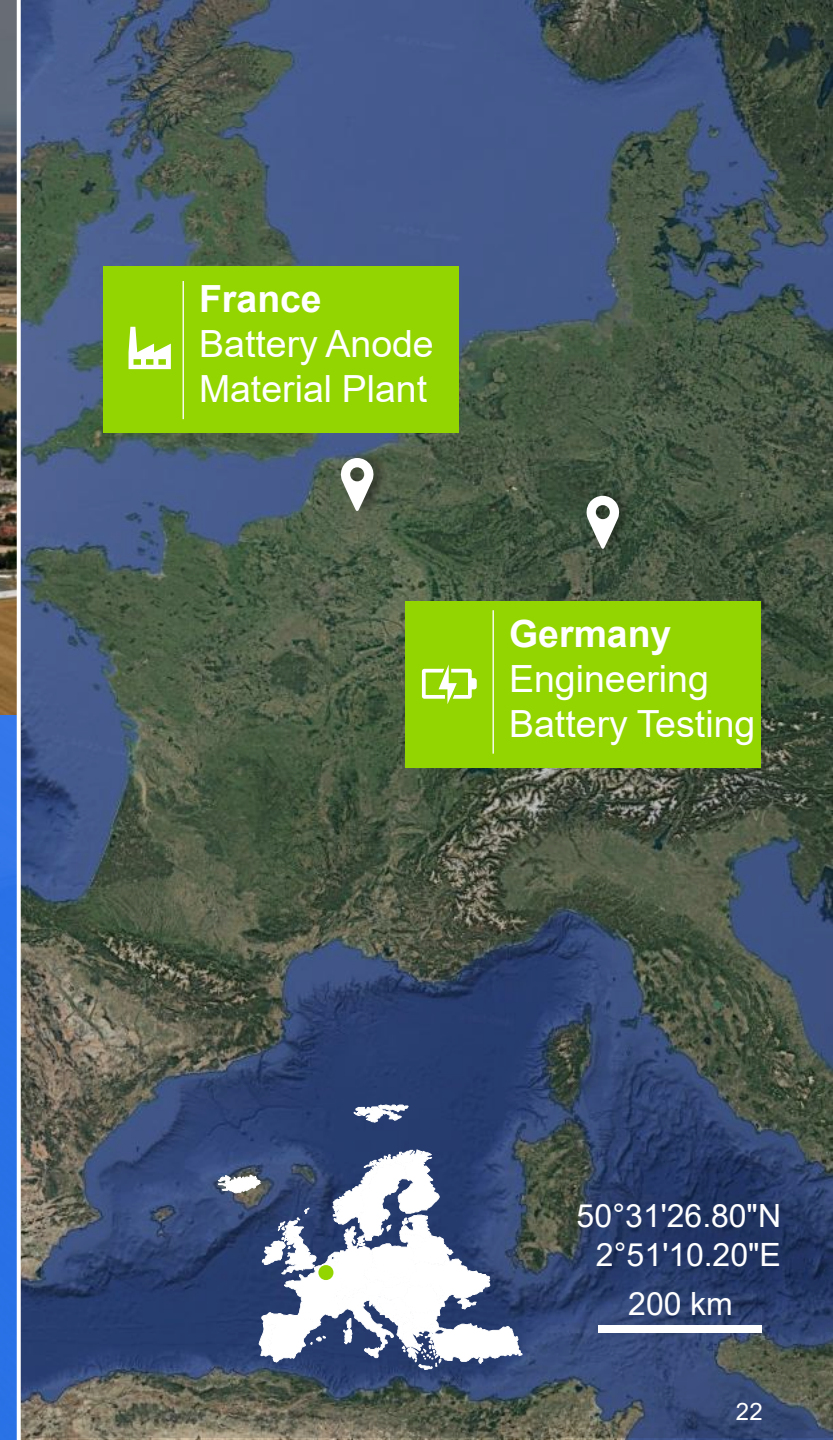 France
Battery Anode
Material Plant
Germany
Engineering
Battery Testing
50°31'26.80"N
2°51'10.20"E
200 km
22